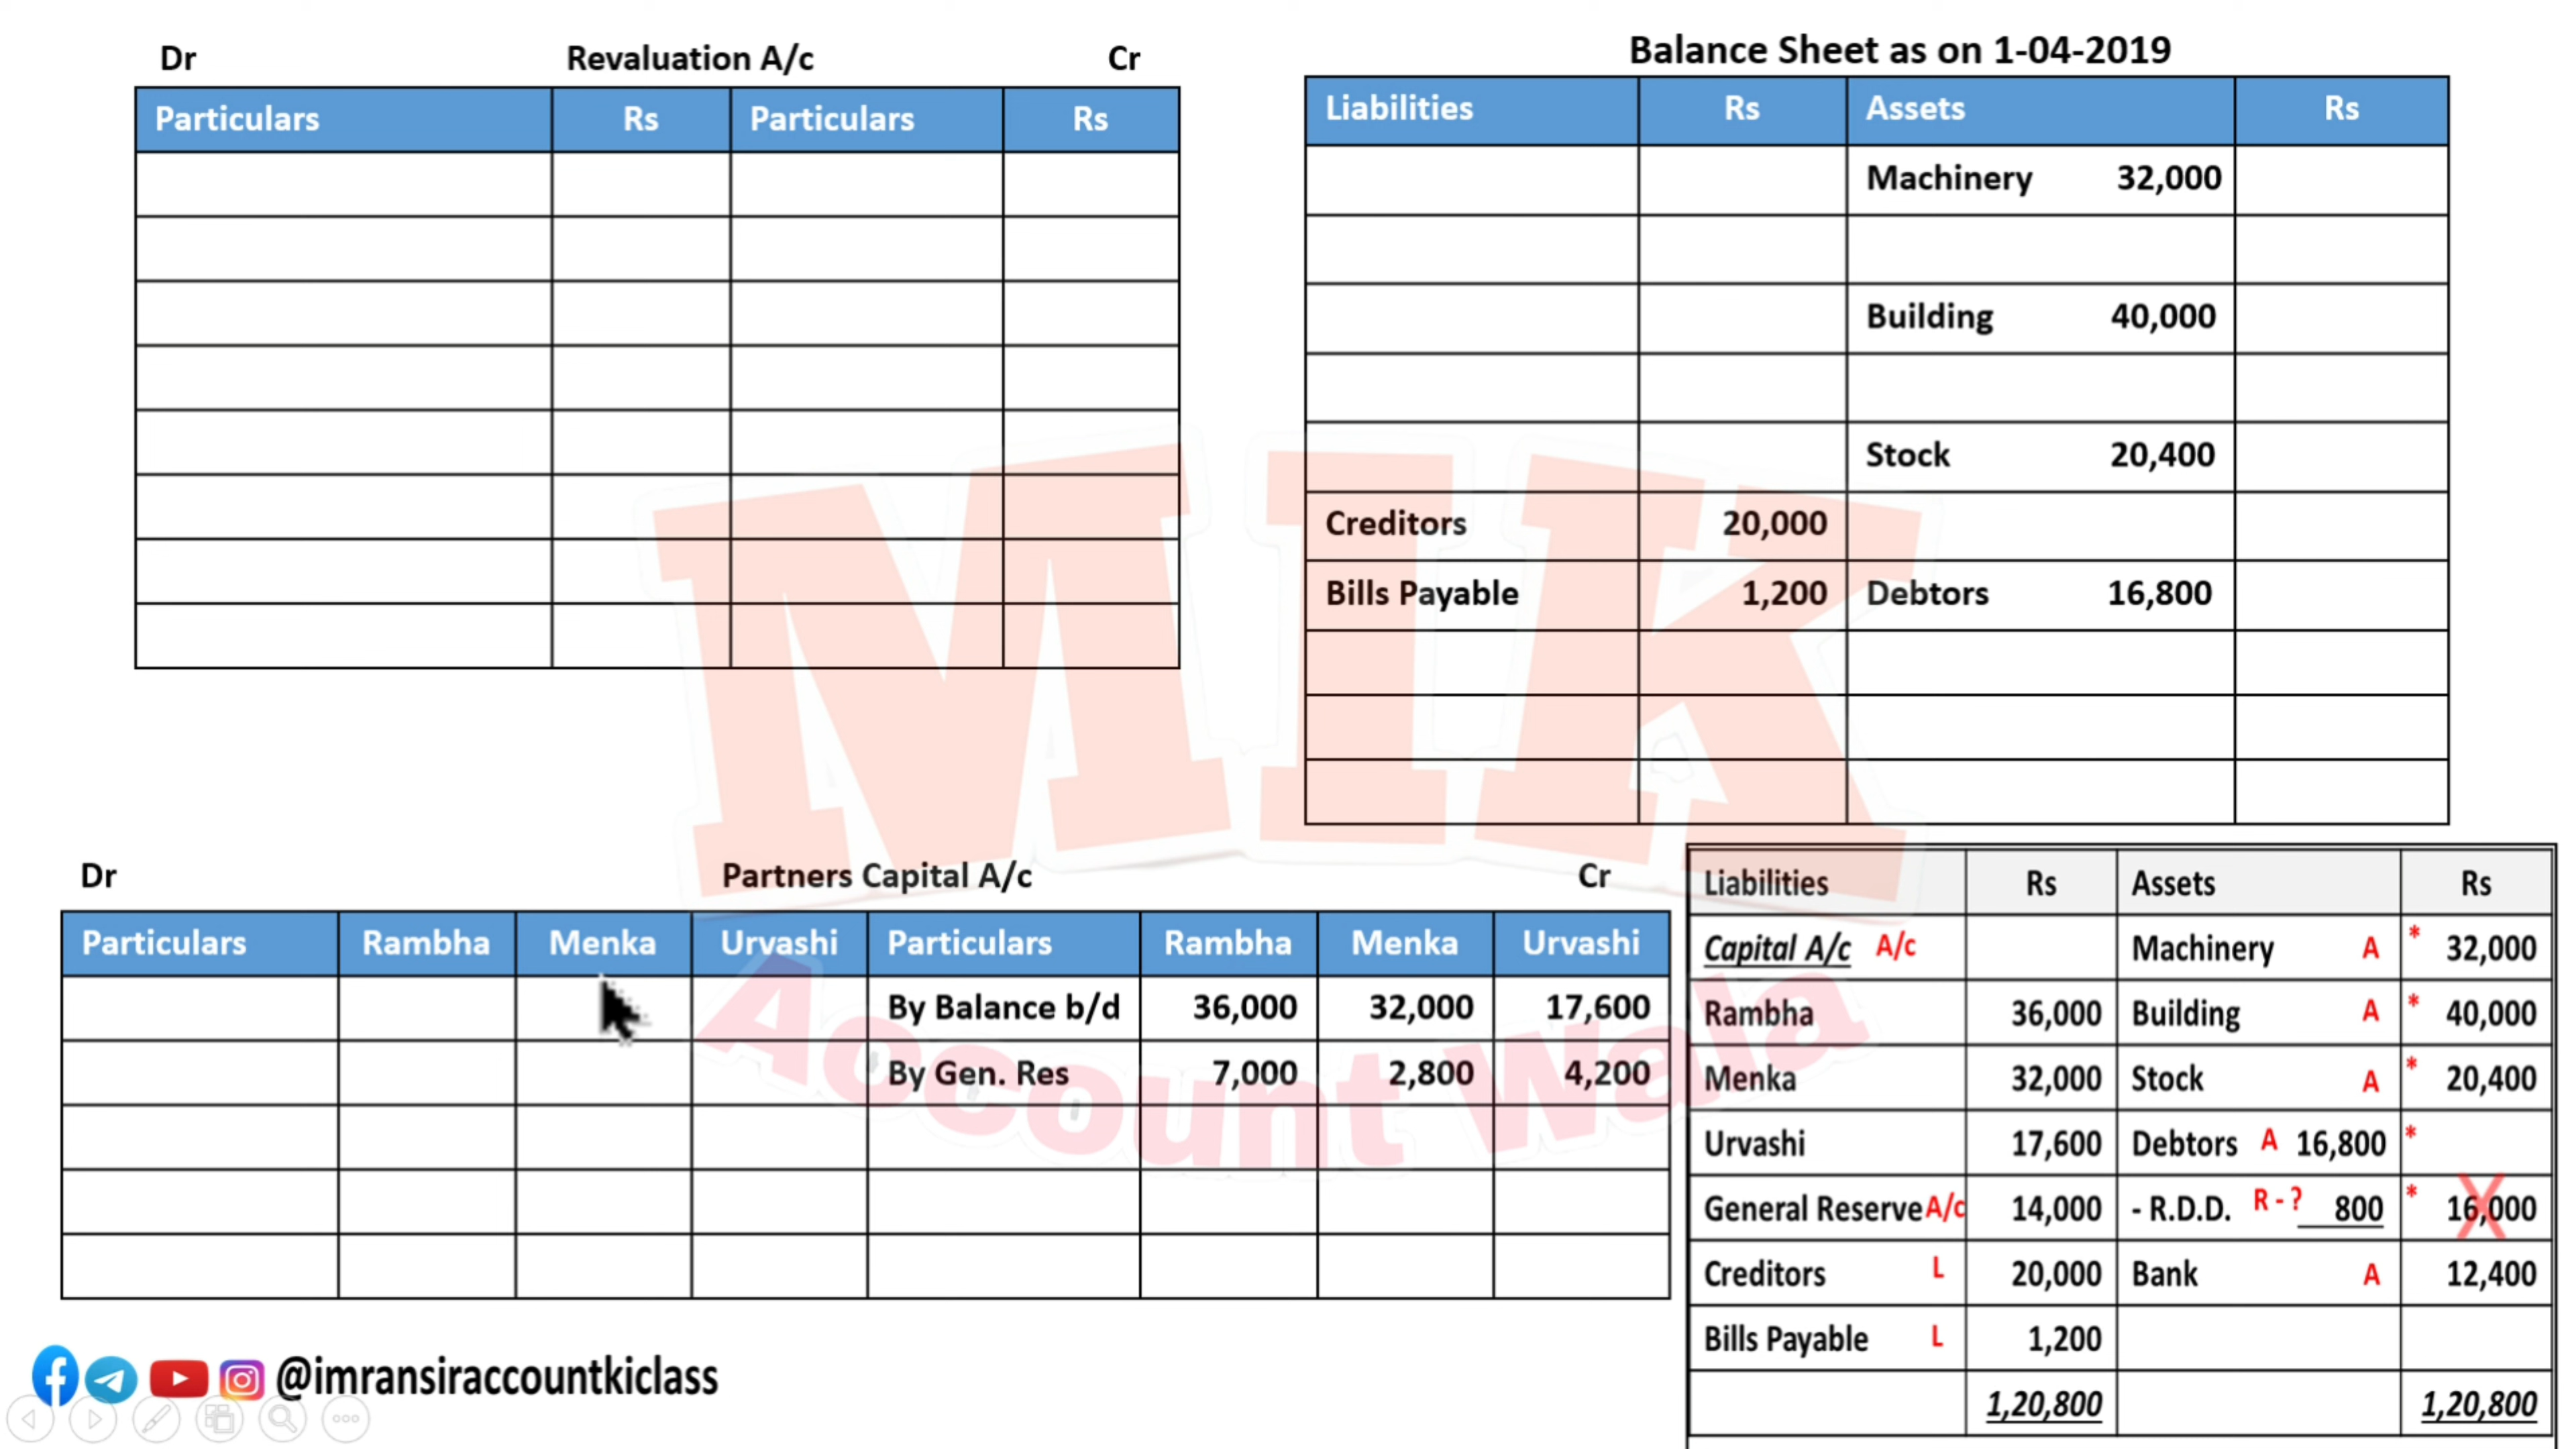 Dr Revaluation A/c Cr
Particulars Rs Particulars Rs
Balance Sheet as on 1-04-2019
Liabilities Rs Assets Rs
Machinery 32,000
Building 40,000
Stock 20,400
Creditors 20,000
Bills Payable 1,200 Debtors 16,800
MIK
Account Wala
Dr Partners Capital A/c Cr
Particulars Rambha Menka Urvashi Particulars Rambha Menka Urvashi
By Balance b/d 36,000 32,000 17,600
By Gen. Res 7,000 2,800 4,200
Liabilities Rs Assets Rs
Capital A/c A/c Machinery A * 32,000
Rambha 36,000 Building A * 40,000
Menka 32,000 Stock A * 20,400
Urvashi 17,600 Debtors A 16,800 *
General Reserve A/c 14,000 - R.D.D. R - ? 800 * 16,000 X
Creditors L 20,000 Bank A 12,400
Bills Payable L 1,200
1,20,800 1,20,800
@imransiraccountkiclass